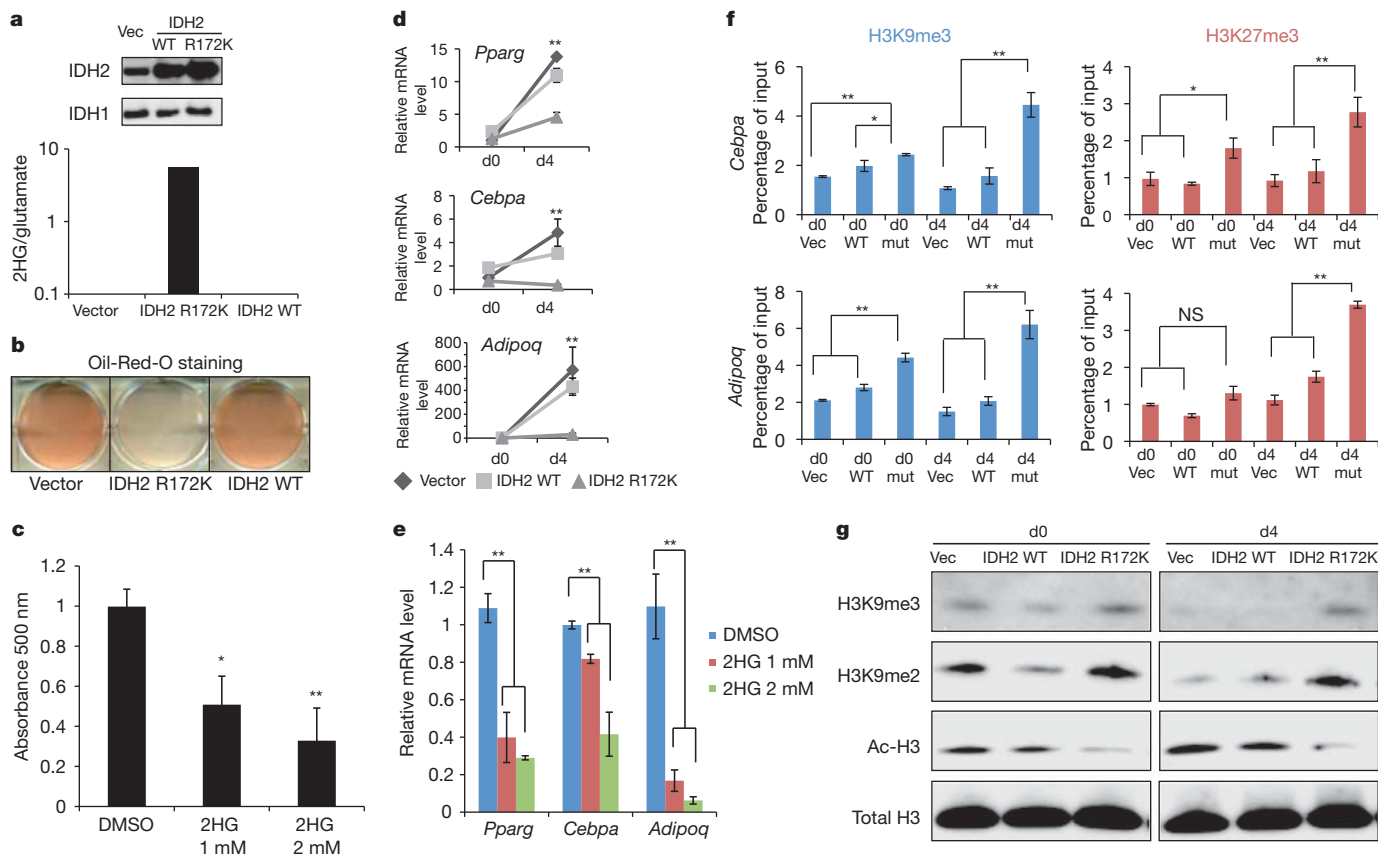 a
IDH2
Vec WT R172K
IDH2
IDH1
2HG/glutamate
10
1
0.1
Vector IDH2 R172K IDH2 WT
b
Oil-Red-O staining
Vector IDH2 R172K IDH2 WT
c
Absorbance 500 nm
1.2
1
0.8
0.6
0.4
0.2
0
*
**
DMSO 2HG 2HG
1 mM 2 mM
d
Relative mRNA
level
Pparg
**
15
10
5
0
d0 d4
Relative mRNA
level
Cebpa
**
8
6
4
2
0
d0 d4
Relative mRNA
level
Adipoq
**
800
600
400
200
0
d0 d4
Vector IDH2 WT IDH2 R172K
e
Relative mRNA level
1.4
1.2
1
0.8
0.6
0.4
0.2
0
**
**
**
DMSO
2HG 1 mM
2HG 2 mM
Pparg Cebpa Adipoq
f
H3K9me3 H3K27me3
Cebpa
Percentage of input
6
4
2
0
**
*
**
d0 d0 d0 d4 d4 d4
Vec WT mut Vec WT mut
Percentage of input
4
3
2
1
0
*
**
d0 d0 d0 d4 d4 d4
Vec WT mut Vec WT mut
Adipoq
Percentage of input
8
6
4
2
0
**
**
d0 d0 d0 d4 d4 d4
Vec WT mut Vec WT mut
Percentage of input
4
3
2
1
0
NS
**
d0 d0 d0 d4 d4 d4
Vec WT mut Vec WT mut
g
d0 d4
Vec IDH2 WT IDH2 R172K Vec IDH2 WT IDH2 R172K
H3K9me3
H3K9me2
Ac-H3
Total H3